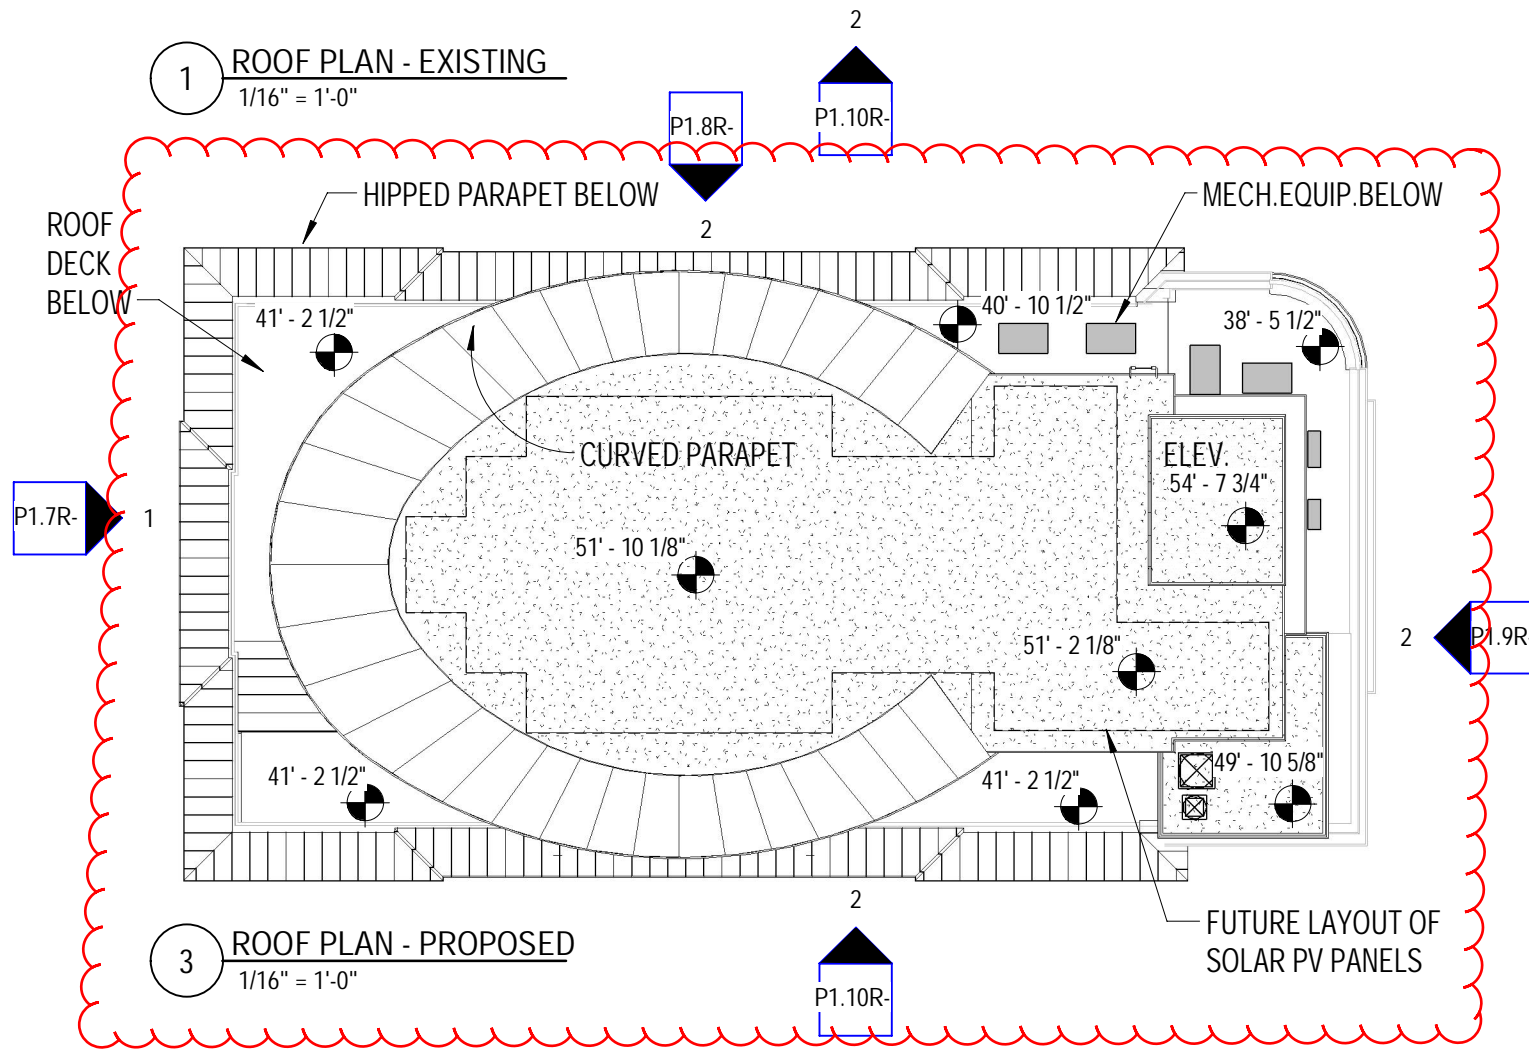 2
1
ROOF PLAN - EXISTING
1/16" = 1'-0"
P1.8R-
P1.10R-
HIPPED PARAPET BELOW
MECH.EQUIP.BELOW
ROOF
DECK
BELOW
2
41' - 2 1/2"
40' - 10 1/2"
38' - 5 1/2"
CURVED PARAPET
ELEV.
54' - 7 3/4"
P1.7R-
1
51' - 10 1/8"
51' - 2 1/8"
2
P1.9R
41' - 2 1/2"
41' - 2 1/2"
49' - 10 5/8"
2
FUTURE LAYOUT OF
SOLAR PV PANELS
3
ROOF PLAN - PROPOSED
1/16" = 1'-0"
P1.10R-